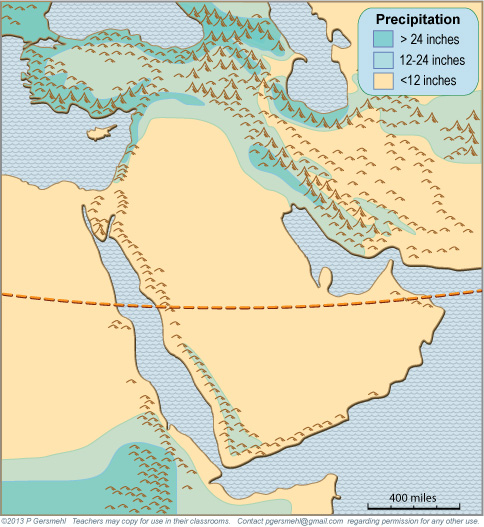 Precipitation
> 24 inches
12-24 inches
<12 inches
400 miles
©2013 P Gersmehl Teachers may copy for use in their classrooms. Contact pgersmehl@gmail.com regarding permission for any other use.